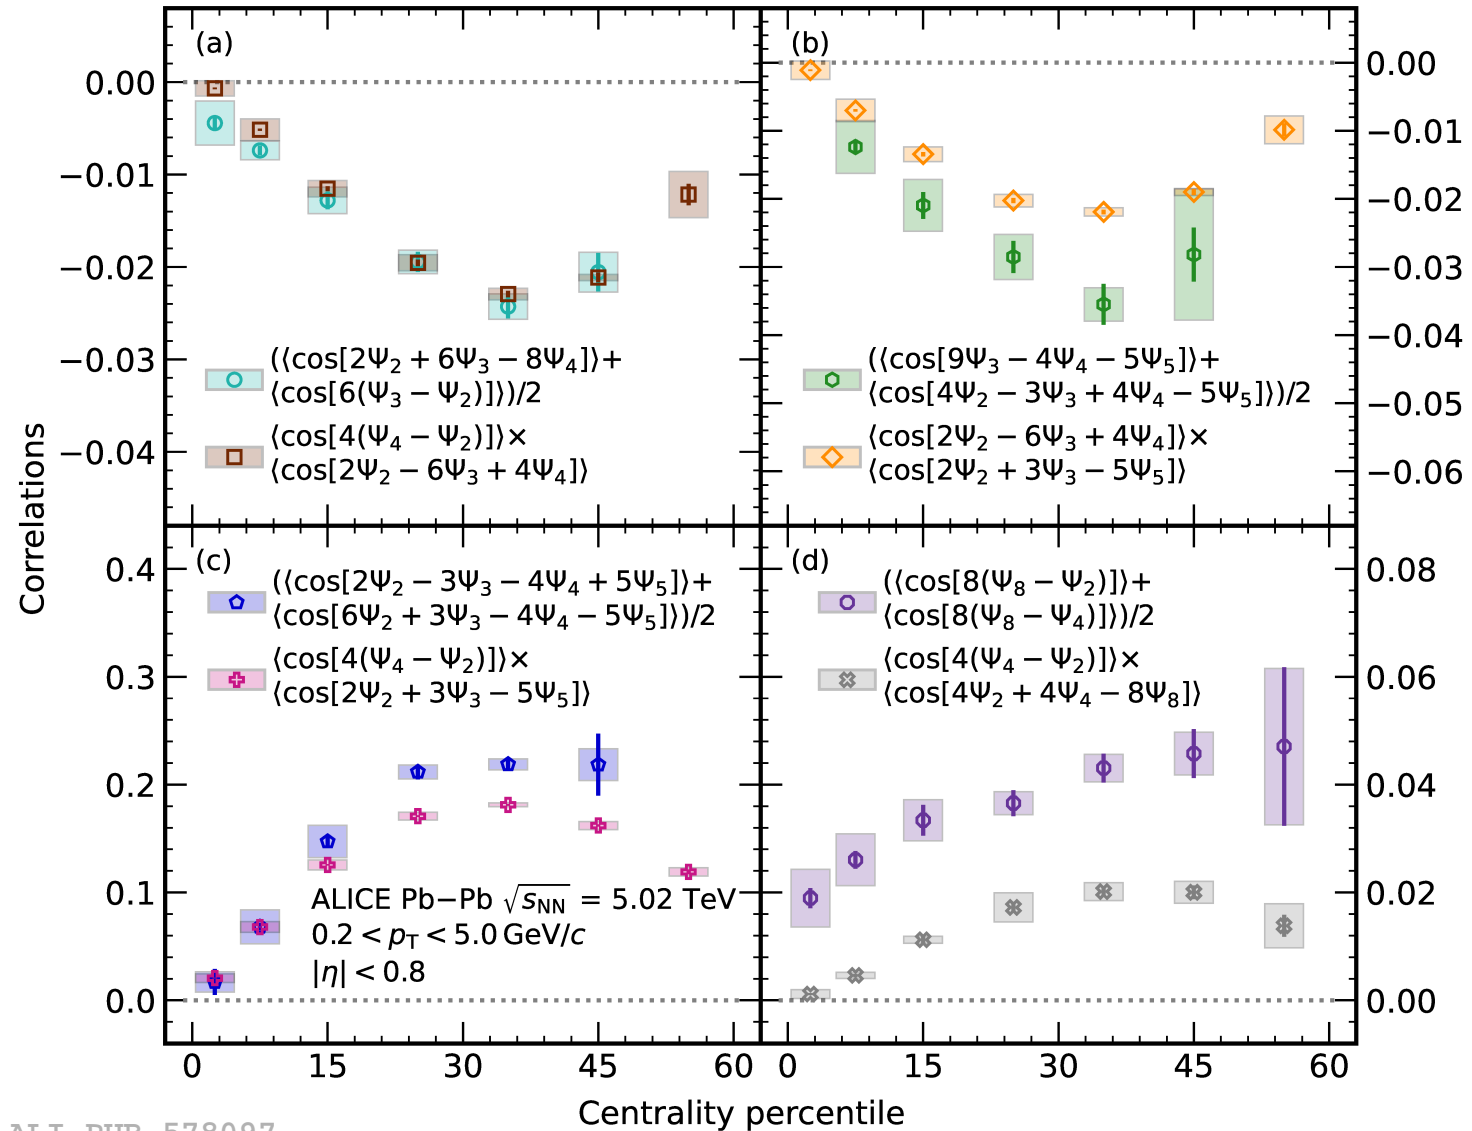 (a)
(b)
0.00
−0.01
−0.02
−0.03
−0.04
0.00
−0.01
−0.02
−0.03
−0.04
−0.05
−0.06
(⟨cos[2Ψ₂ + 6Ψ₃ − 8Ψ₄]⟩+
⟨cos[6(Ψ₃ − Ψ₂)]⟩)/2
⟨cos[4(Ψ₄ − Ψ₂)]⟩×
⟨cos[2Ψ₂ − 6Ψ₃ + 4Ψ₄]⟩
(⟨cos[9Ψ₃ − 4Ψ₄ − 5Ψ₅]⟩+
⟨cos[4Ψ₂ − 3Ψ₃ + 4Ψ₄ − 5Ψ₅]⟩)/2
⟨cos[2Ψ₂ − 6Ψ₃ + 4Ψ₄]⟩×
⟨cos[2Ψ₂ + 3Ψ₃ − 5Ψ₅]⟩
Correlations
(c)
(d)
0.4
0.3
0.2
0.1
0.0
0.08
0.06
0.04
0.02
0.00
(⟨cos[2Ψ₂ − 3Ψ₃ − 4Ψ₄ + 5Ψ₅]⟩+
⟨cos[6Ψ₂ + 3Ψ₃ − 4Ψ₄ − 5Ψ₅]⟩)/2
⟨cos[4(Ψ₄ − Ψ₂)]⟩×
⟨cos[2Ψ₂ + 3Ψ₃ − 5Ψ₅]⟩
(⟨cos[8(Ψ₈ − Ψ₂)]⟩+
⟨cos[8(Ψ₈ − Ψ₄)]⟩)/2
⟨cos[4(Ψ₄ − Ψ₂)]⟩×
⟨cos[4Ψ₂ + 4Ψ₄ − 8Ψ₈]⟩
ALICE Pb−Pb √s_NN = 5.02 TeV
0.2 < p_T < 5.0 GeV/c
|η| < 0.8
0 15 30 45 60
0 15 30 45 60
Centrality percentile
ALI-PUB-578097